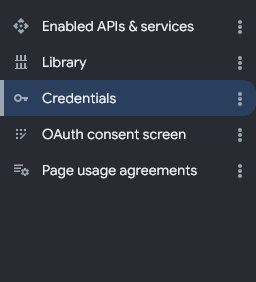 Enabled APIs & services
Library
Credentials
OAuth consent screen
Page usage agreements